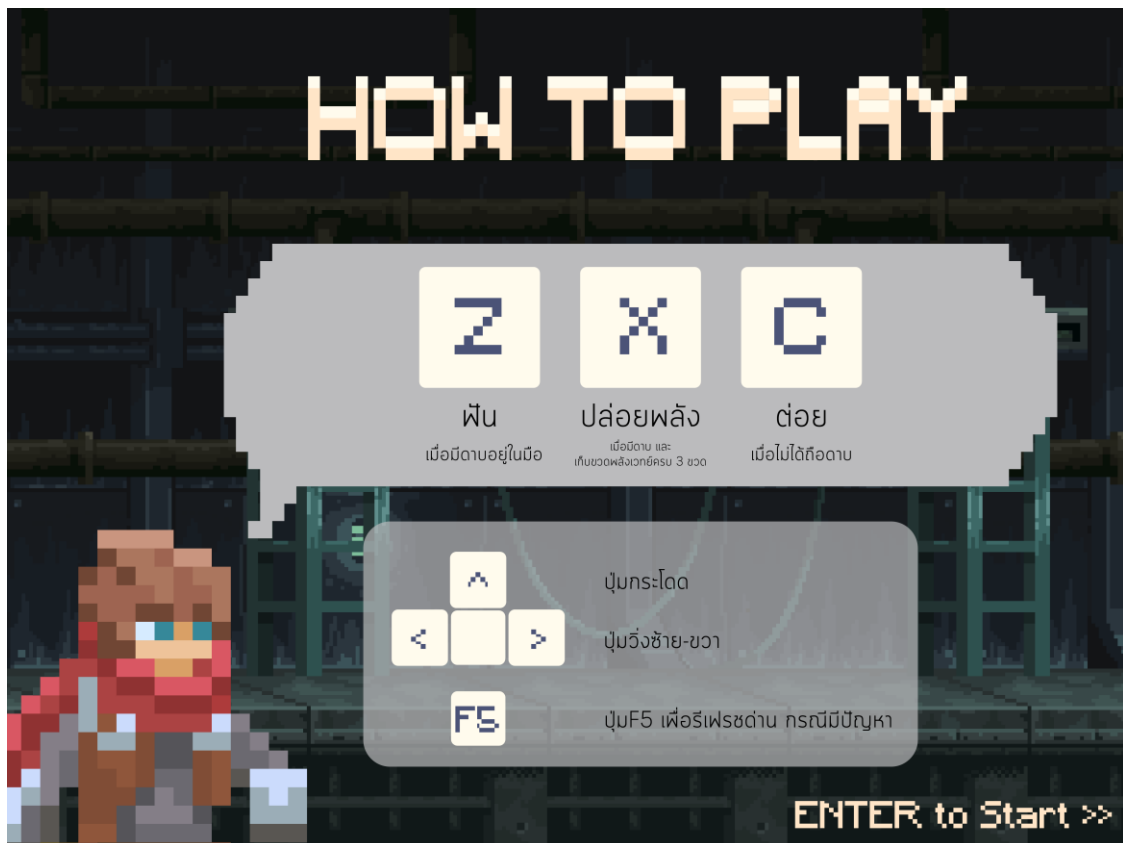 HOW TO PLAY
Z X C
ฟัน ปล่อยพลัง ต่อย
เมื่อมีดาบอยู่ในมือ เมื่อมีดาบ และ เมื่อไม่ได้ถือดาบ
เก็บขวดพลังเวทย์ครบ 3 ขวด
^ ปุ่มกระโดด
< > ปุ่มวิ่งซ้าย-ขวา
F5 ปุ่มF5 เพื่อรีเฟรชด่าน กรณีมีปัญหา
ENTER to Start >>